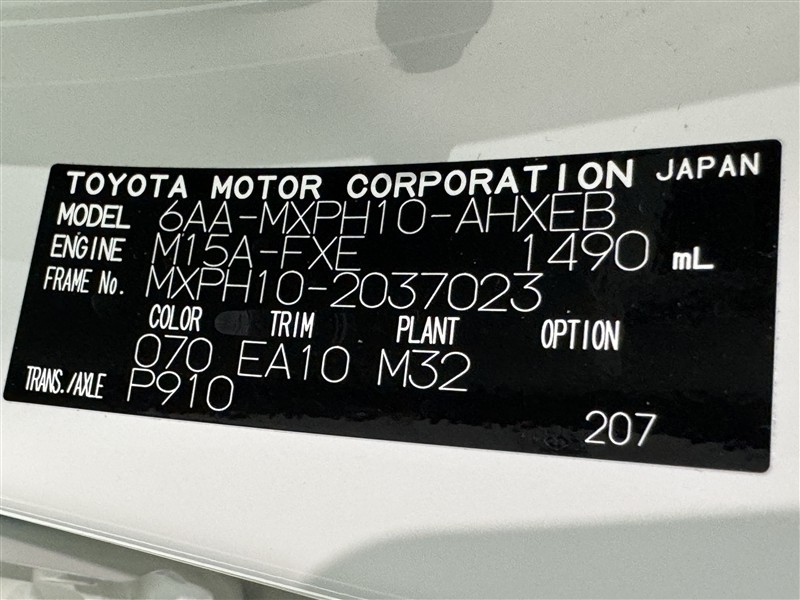 TOYOTA MOTOR CORPORATION JAPAN
MODEL 6AA-MXPH10-AHXEB
ENGINE M15A-FXE 1490 mL
FRAME No. MXPH10-2037023
COLOR TRIM PLANT OPTION
070 EA10 M32
TRANS./AXLE P910
207